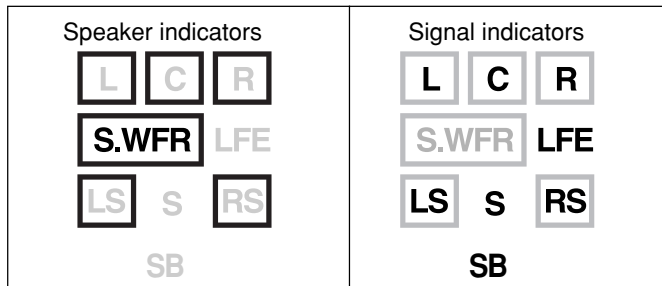 Speaker indicators
L C R
S.WFR LFE
LS S RS
SB
Signal indicators
L C R
S.WFR LFE
LS S RS
SB